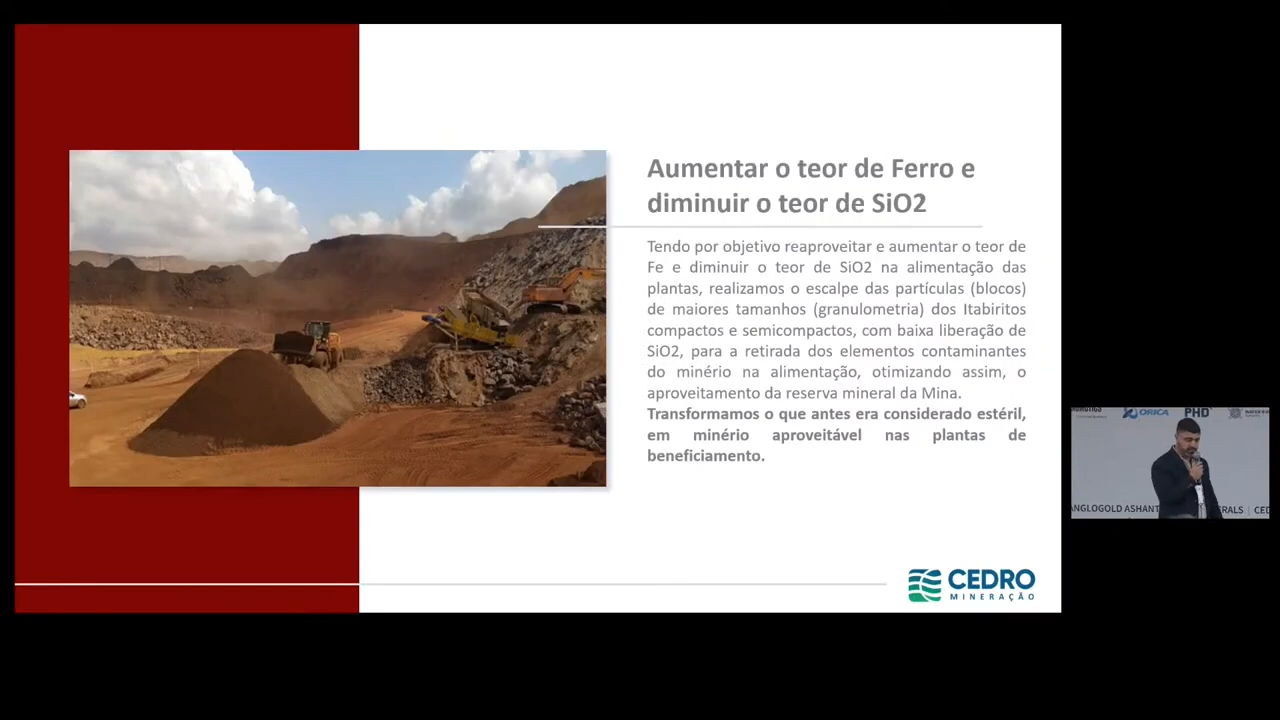 Aumentar o teor de Ferro e
diminuir o teor de SiO2
Tendo por objetivo reaproveitar e aumentar o teor de
Fe e diminuir o teor de SiO2 na alimentação das
plantas, realizamos o escalpe das partículas (blocos)
de maiores tamanhos (granulometria) dos Itabiritos
compactos e semicompactos, com baixa liberação de
SiO2, para a retirada dos elementos contaminantes
do minério na alimentação, otimizando assim, o
aproveitamento da reserva mineral da Mina.
Transformamos o que antes era considerado estéril,
em minério aproveitável nas plantas de
beneficiamento.
CEDRO
MINERAÇÃO
ORICA PHD
ANGLOGOLD ASHANT ERALS | CED